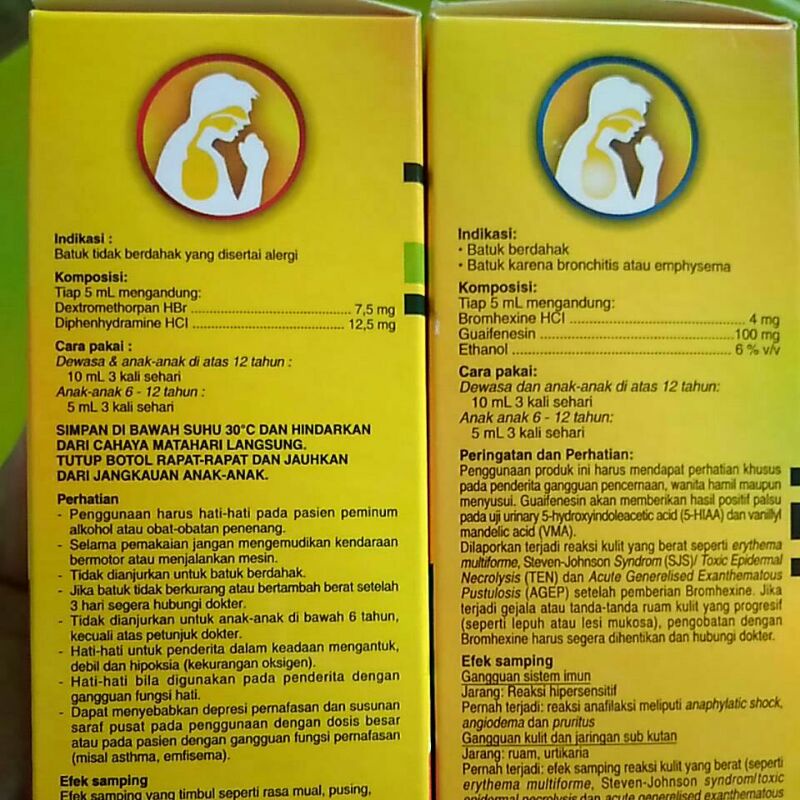 Indikasi :
Batuk tidak berdahak yang disertai alergi
Komposisi:
Tiap 5 mL mengandung:
Dextromethorpan HBr ........................................ 7,5 mg
Diphenhydramine HCl ...................................... 12,5 mg
Cara pakai :
Dewasa & anak-anak di atas 12 tahun :
10 mL 3 kali sehari
Anak-anak 6 - 12 tahun :
5 mL 3 kali sehari
SIMPAN DI BAWAH SUHU 30°C DAN HINDARKAN
DARI CAHAYA MATAHARI LANGSUNG.
TUTUP BOTOL RAPAT-RAPAT DAN JAUHKAN
DARI JANGKAUAN ANAK-ANAK.
Perhatian
- Penggunaan harus hati-hati pada pasien peminum
alkohol atau obat-obatan penenang.
- Selama pemakaian jangan mengemudikan kendaraan
bermotor atau menjalankan mesin.
- Tidak dianjurkan untuk batuk berdahak.
- Jika batuk tidak berkurang atau bertambah berat setelah
3 hari segera hubungi dokter.
- Tidak dianjurkan untuk anak-anak di bawah 6 tahun,
kecuali atas petunjuk dokter.
- Hati-hati untuk penderita dalam keadaan mengantuk,
debil dan hipoksia (kekurangan oksigen).
- Hati-hati bila digunakan pada penderita dengan
gangguan fungsi hati.
- Dapat menyebabkan depresi pernafasan dan susunan
saraf pusat pada penggunaan dengan dosis besar
atau pada pasien dengan gangguan fungsi pernafasan
(misal asthma, emfisema).
Efek samping
Efek samping yang timbul seperti rasa mual, pusing,
Indikasi:
• Batuk berdahak
• Batuk karena bronchitis atau emphysema
Komposisi:
Tiap 5 mL mengandung:
Bromhexine HCl ........................................ 4 mg
Guaifenesin ........................................100 mg
Ethanol ........................................ 6 % v/v
Cara pakai:
Dewasa dan anak-anak di atas 12 tahun:
10 mL 3 kali sehari
Anak anak 6 - 12 tahun:
5 mL 3 kali sehari
Peringatan dan Perhatian:
Penggunaan produk ini harus mendapat perhatian khusus
pada penderita gangguan pencernaan, wanita hamil maupun
menyusui. Guaifenesin akan memberikan hasil positif palsu
pada uji urinary 5-hydroxyindoleacetic acid (5-HIAA) dan vanillyl
mandelic acid (VMA).
Dilaporkan terjadi reaksi kulit yang berat seperti erythema
multiforme, Steven-Johnson Syndrom (SJS)/ Toxic Epidermal
Necrolysis (TEN) dan Acute Generelised Exanthematous
Pustulosis (AGEP) setelah pemberian Bromhexine. Jika
terjadi gejala atau tanda-tanda ruam kulit yang progresif
(seperti lepuh atau lesi mukosa), pengobatan dengan
Bromhexine harus segera dihentikan dan hubungi dokter.
Efek samping
Gangguan sistem imun
Jarang: Reaksi hipersensitif
Pernah terjadi: reaksi anafilaksi meliputi anaphylatic shock,
angiodema dan pruritus
Gangguan kulit dan jaringan sub kutan
Jarang: ruam, urtikaria
Pernah terjadi: efek samping reaksi kulit yang berat (seperti
erythema multiforme, Steven-Johnson syndrom/toxic
epidermal necrolysis dan acute generalised exanthematous